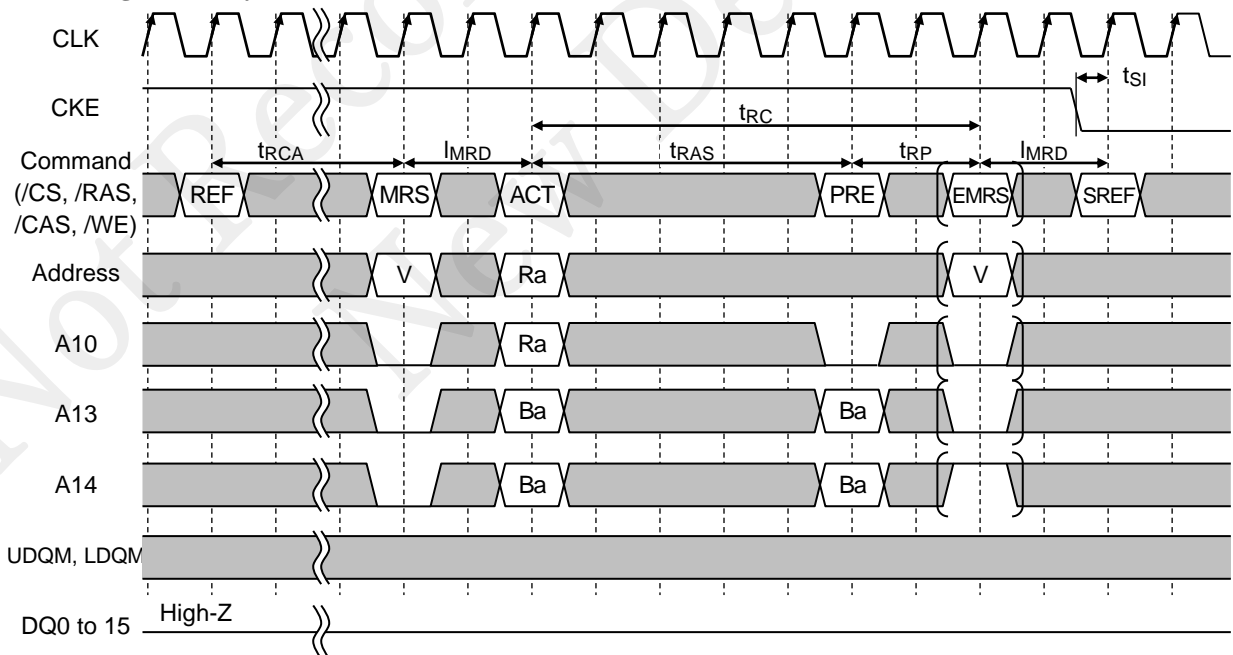 CLK
CKE
tSI
tRC
Command
(/CS, /RAS,
/CAS, /WE)
tRCA
lMRD
tRAS
tRP
lMRD
REF
MRS
ACT
PRE
EMRS
SREF
Address
V
Ra
V
A10
Ra
A13
Ba
Ba
A14
Ba
Ba
UDQM, LDQM
DQ0 to 15
High-Z